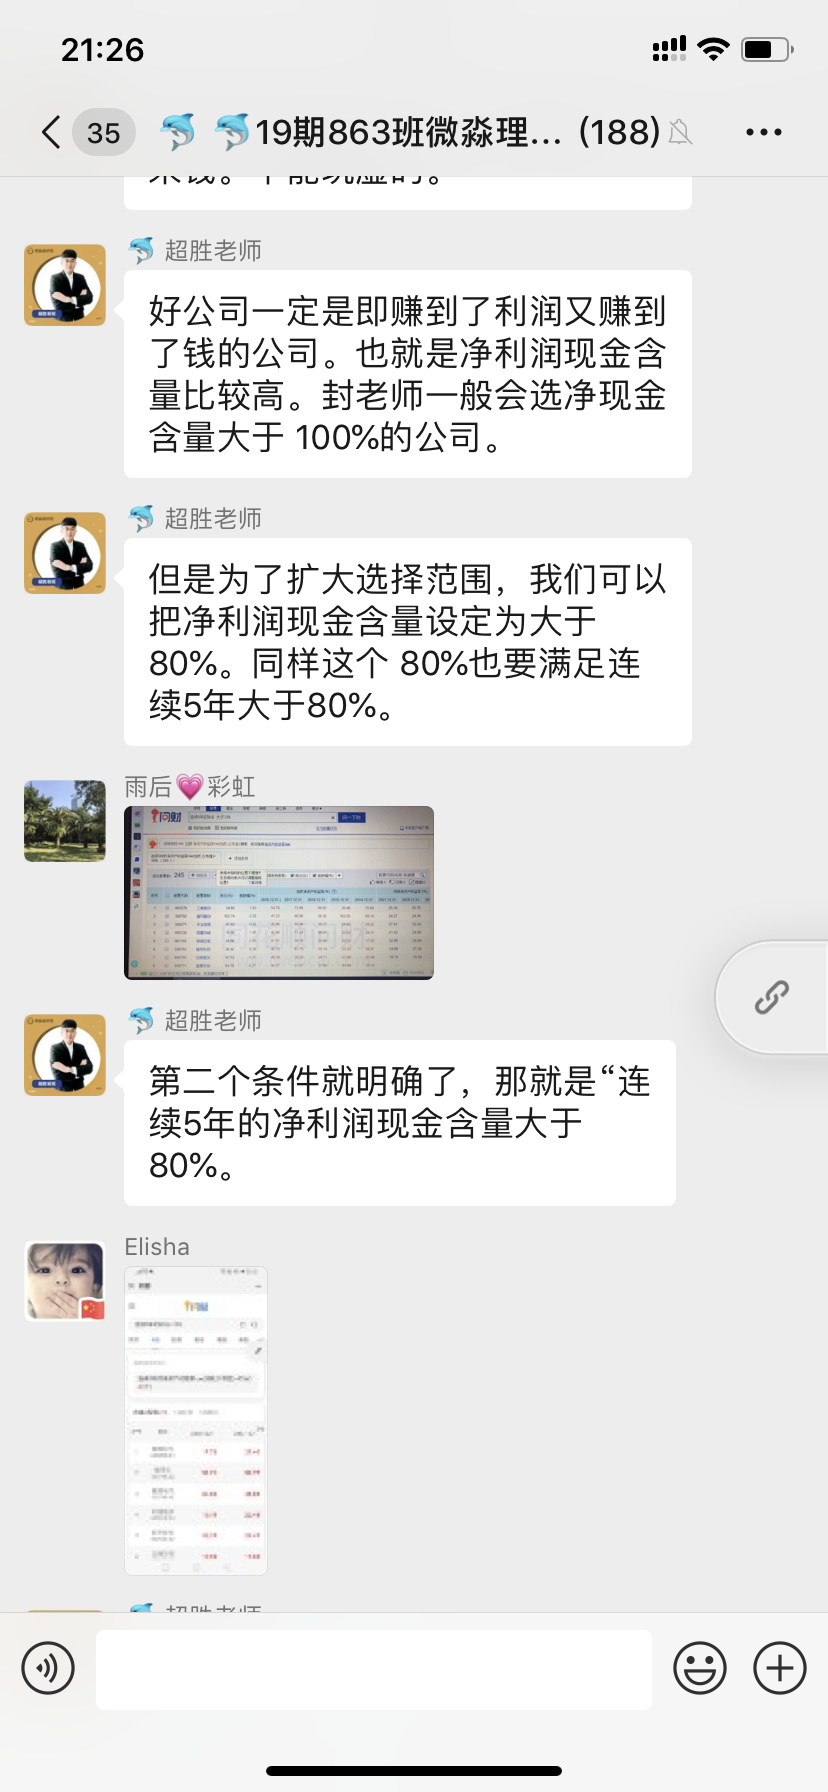 21:26
35
19期863班微淼理... (188)
超胜老师
好公司一定是即赚到了利润又赚到
了钱的公司。也就是净利润现金含
量比较高。封老师一般会选净现金
含量大于 100%的公司。
超胜老师
但是为了扩大选择范围，我们可以
把净利润现金含量设定为大于
80%。同样这个 80%也要满足连
续5年大于80%。
雨后💗彩虹
问财
245
超胜老师
第二个条件就明确了，那就是“连
续5年的净利润现金含量大于
80%。
Elisha
问财